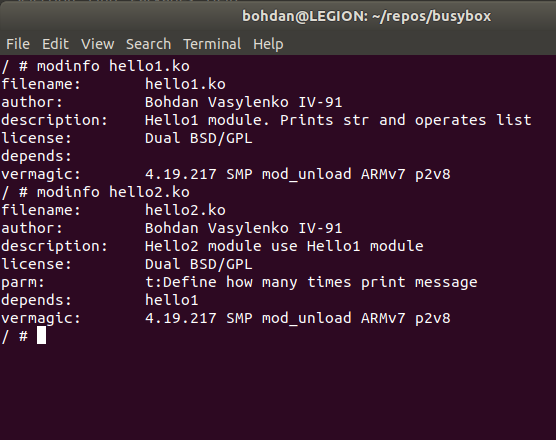 bohdan@LEGION: ~/repos/busybox
File Edit View Search Terminal Help
/ # modinfo hello1.ko
filename:       hello1.ko
author:         Bohdan Vasylenko IV-91
description:    Hello1 module. Prints str and operates list
license:        Dual BSD/GPL
depends:
vermagic:       4.19.217 SMP mod_unload ARMv7 p2v8
/ # modinfo hello2.ko
filename:       hello2.ko
author:         Bohdan Vasylenko IV-91
description:    Hello2 module use Hello1 module
license:        Dual BSD/GPL
parm:           t:Define how many times print message
depends:        hello1
vermagic:       4.19.217 SMP mod_unload ARMv7 p2v8
/ #